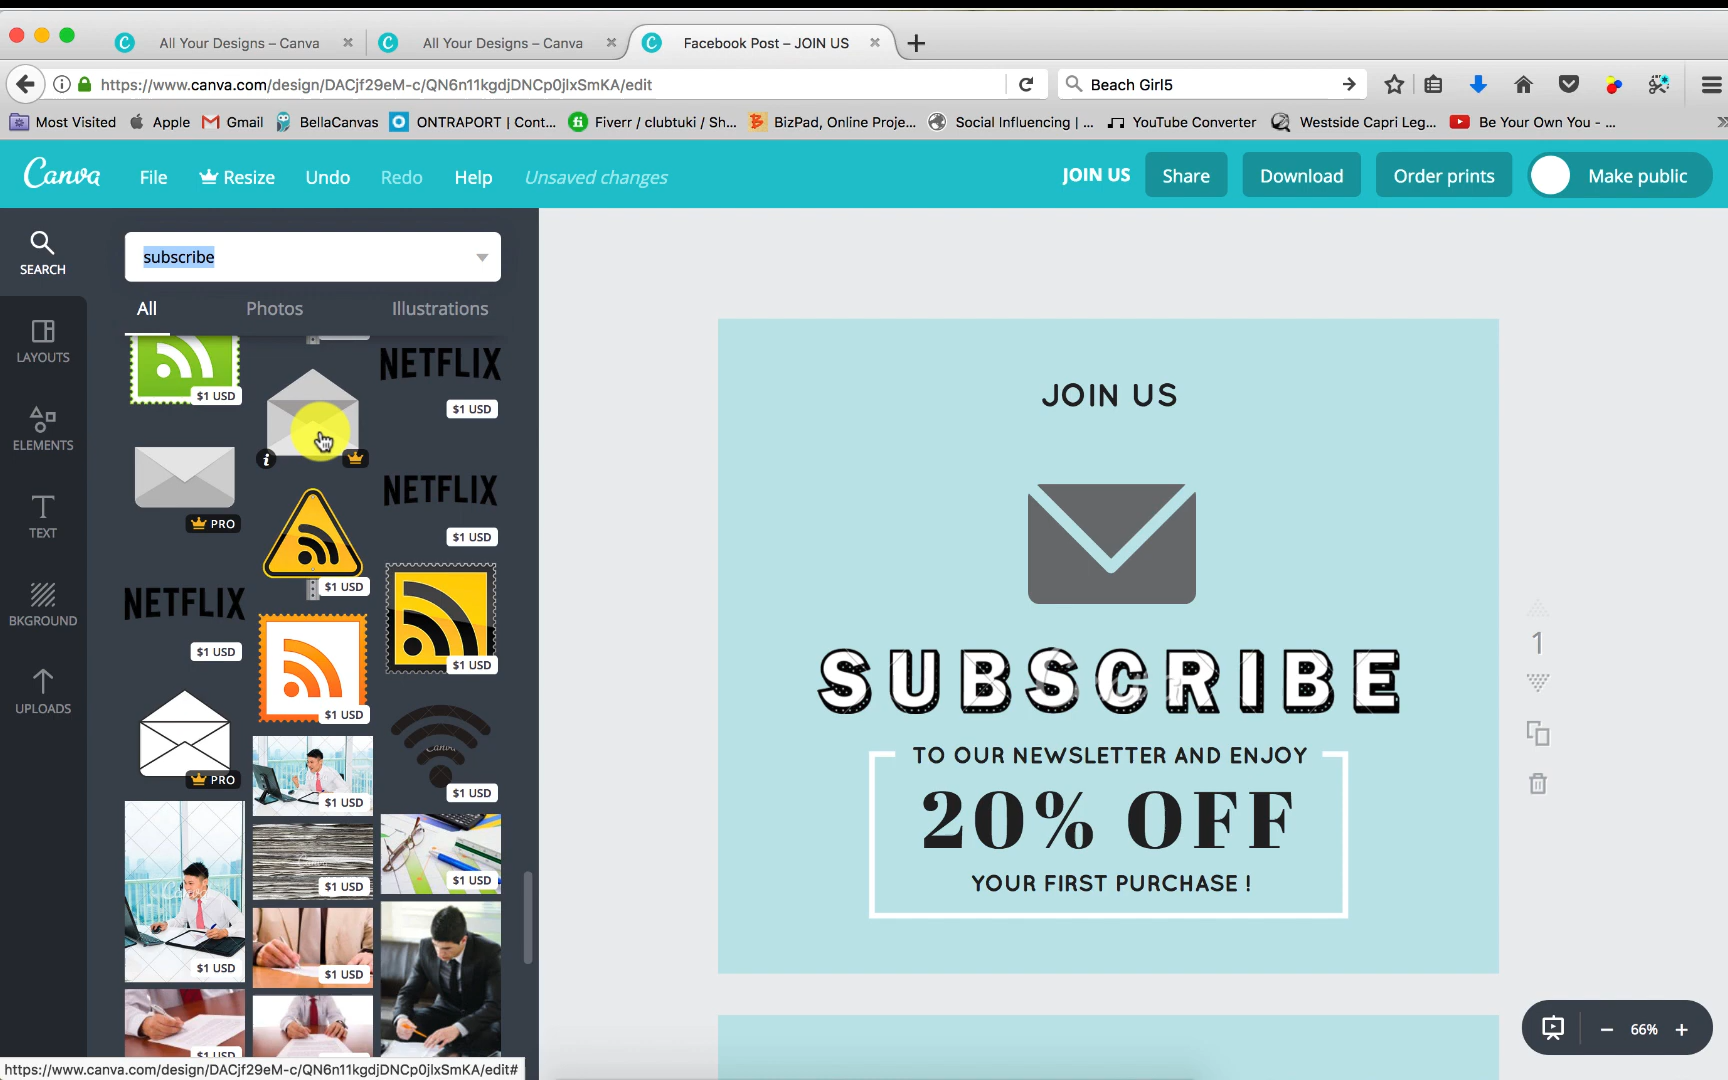 All Your Designs – Canva
All Your Designs – Canva
Facebook Post – JOIN US
https://www.canva.com/design/DACjf29eM-c/QN6n11kgdjDNCp0jlxSmKA/edit
Beach Girl5
Most Visited
Apple
Gmail
BellaCanvas
ONTRAPORT | Cont...
Fiverr / clubtuki / Sh...
BizPad, Online Proje...
Social Influencing | ...
YouTube Converter
Westside Capri Leg...
Be Your Own You - ...
Canva
File
Resize
Undo
Redo
Help
Unsaved changes
JOIN US
Share
Download
Order prints
Make public
SEARCH
LAYOUTS
ELEMENTS
TEXT
BKGROUND
UPLOADS
subscribe
All
Photos
Illustrations
$1 USD
NETFLIX
$1 USD
PRO
NETFLIX
$1 USD
$1 USD
NETFLIX
$1 USD
$1 USD
$1 USD
PRO
$1 USD
Canva
$1 USD
$1 USD
$1 USD
$1 USD
$1 USD
$1 USD
$1 USD
JOIN US
SUBSCRIBE
TO OUR NEWSLETTER AND ENJOY
20% OFF
YOUR FIRST PURCHASE !
1
66%
https://www.canva.com/design/DACjf29eM-c/QN6n11kgdjDNCp0jlxSmKA/edit#